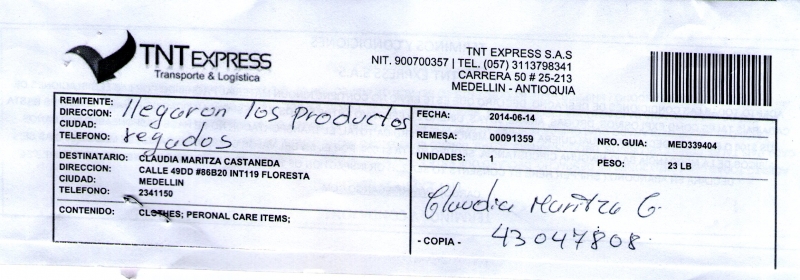 TNT EXPRESS
Transporte & Logística
TNT EXPRESS S.A.S
NIT. 900700357 | TEL. (057) 3113798341
CARRERA 50 # 25-213
MEDELLIN - ANTIOQUIA
REMITENTE:
DIRECCION:
CIUDAD:
TELEFONO:
llegaron los productos
regados
DESTINATARIO: CLAUDIA MARITZA CASTANEDA
DIRECCION: CALLE 49DD #86B20 INT119 FLORESTA
CIUDAD: MEDELLIN
TELEFONO: 2341150
CONTENIDO: CLOTHES; PERONAL CARE ITEMS;
FECHA: 2014-06-14
REMESA: 00091359 NRO. GUIA: MED339404
UNIDADES: 1 PESO: 23 LB
Claudia Maritza C.
- COPIA - 43047808